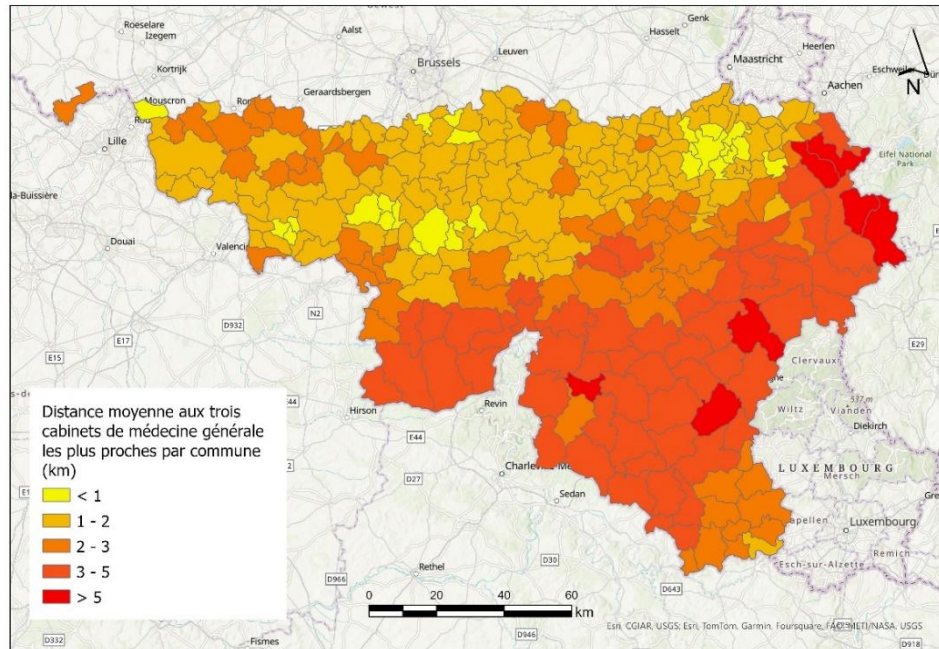 Roeselare
Izegem
Aalst
Genk
Hasselt
Heerlen
Leuven
Maastricht
Eschweiler
Brussels
Kortrijk
Aachen
Geraardsbergen
N
Mouscron
Lille
Eifel National
Park
la-Buissière
Douai
N2
D932
E17
E15
E29
Clervaux
Hirson
Revin
Wiltz
537 m
Vianden
Diekirch
E44
E44
D27
LUXEMBOURG
Mersch
Sedan
Luxembourg
Remich
Esch-sur-Alzette
D30
D966
Rethel
D643
D332
Fismes
D946
D918
Distance moyenne aux trois
cabinets de médecine générale
les plus proches par commune
(km)
< 1
1 - 2
2 - 3
3 - 5
> 5
0 20 40 60
km
Esri, CGIAR, USGS; Esri, TomTom, Garmin, Foursquare, FAO, METI/NASA, USGS